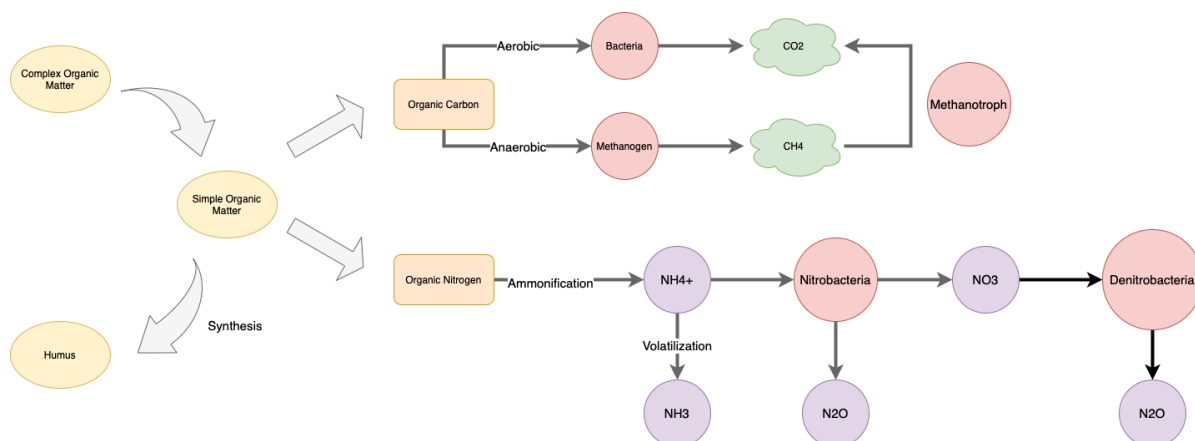 Complex Organic
Matter
Simple Organic
Matter
Synthesis
Humus
Organic Carbon
Aerobic
Bacteria
CO2
Anaerobic
Methanogen
CH4
Methanotroph
Organic Nitrogen
Ammonification
NH4+
Nitrobacteria
NO3
Denitrobacteria
Volatilization
NH3
N2O
N2O